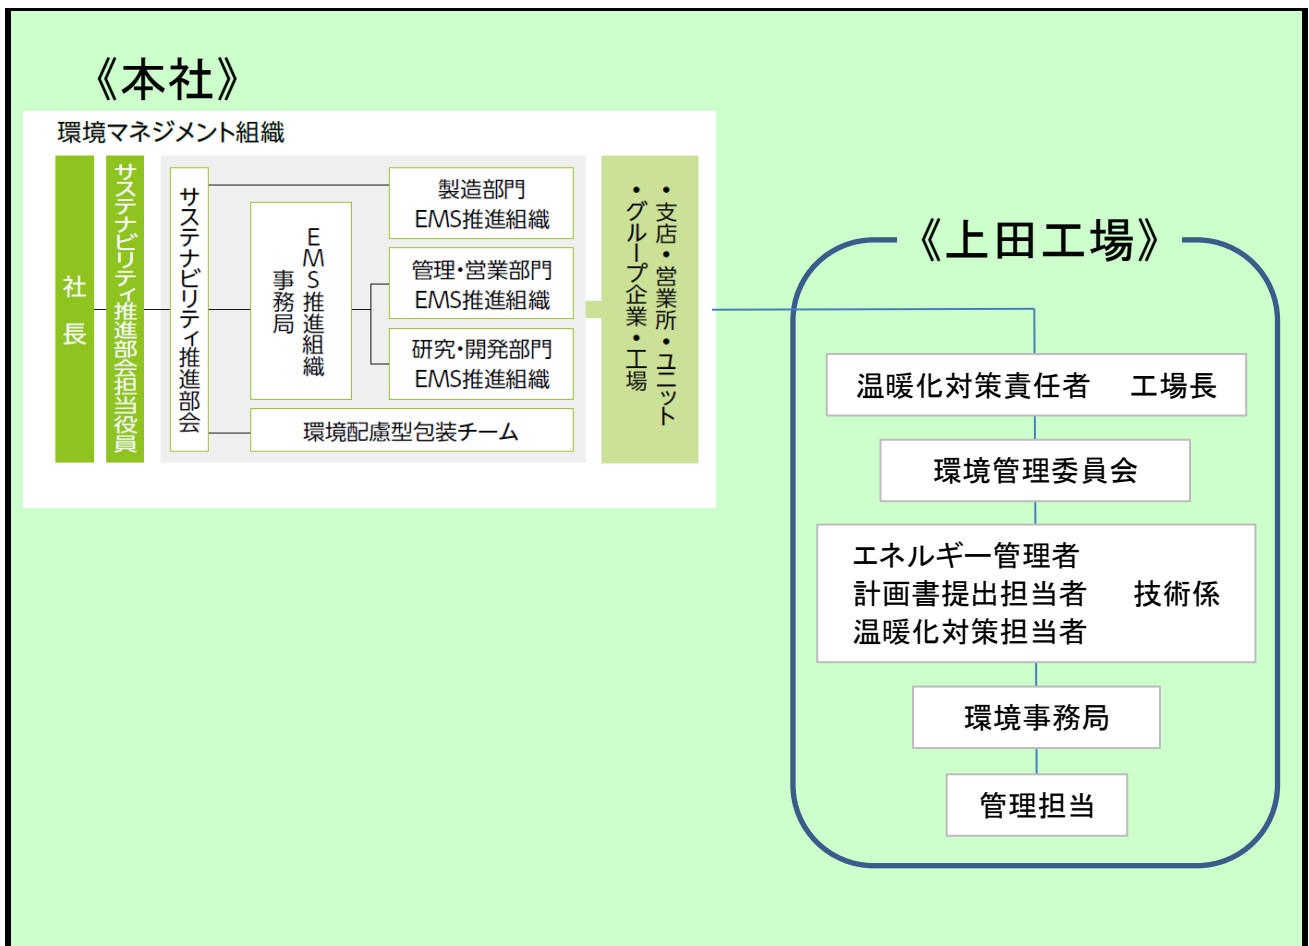 《本社》
環境マネジメント組織
社長
サステナビリティ推進部会担当役員
サステナビリティ推進部会
EMS推進組織
事務局
製造部門
EMS推進組織
管理・営業部門
EMS推進組織
研究・開発部門
EMS推進組織
環境配慮型包装チーム
・支店・営業所・ユニット
・グループ企業・工場
《上田工場》
温暖化対策責任者 工場長
環境管理委員会
エネルギー管理者
計画書提出担当者 技術係
温暖化対策担当者
環境事務局
管理担当